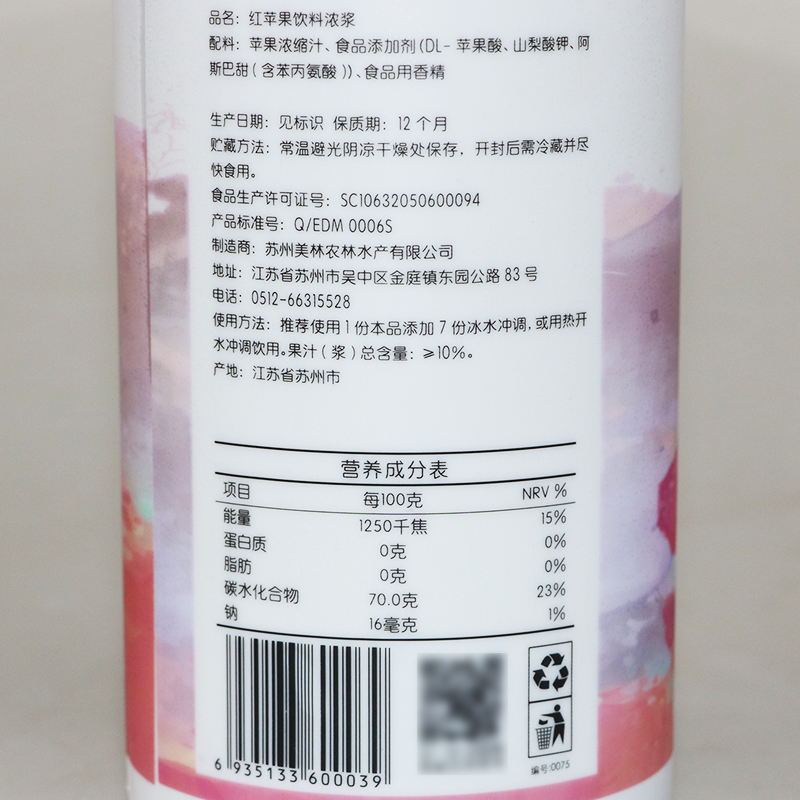 品名：红苹果饮料浓浆
配料：苹果浓缩汁、食品添加剂(DL-苹果酸、山梨酸钾、阿
斯巴甜(含苯丙氨酸))、食品用香精
生产日期：见标识 保质期：12个月
贮藏方法：常温避光阴凉干燥处保存，开封后需冷藏并尽
快食用。
食品生产许可证号：SC10632050600094
产品标准号：Q/EDM 0006S
制造商：苏州美林农林水产有限公司
地址：江苏省苏州市吴中区金庭镇东园公路83号
电话：0512-66315528
使用方法：推荐使用1份本品添加7份冰水冲调,或用热开
水冲调饮用。果汁(浆)总含量：≥10%。
产地：江苏省苏州市
营养成分表
项目 每100克 NRV %
能量 1250千焦 15%
蛋白质 0克 0%
脂肪 0克 0%
碳水化合物 70.0克 23%
钠 16毫克 1%
6 935133 600039
编号:0075